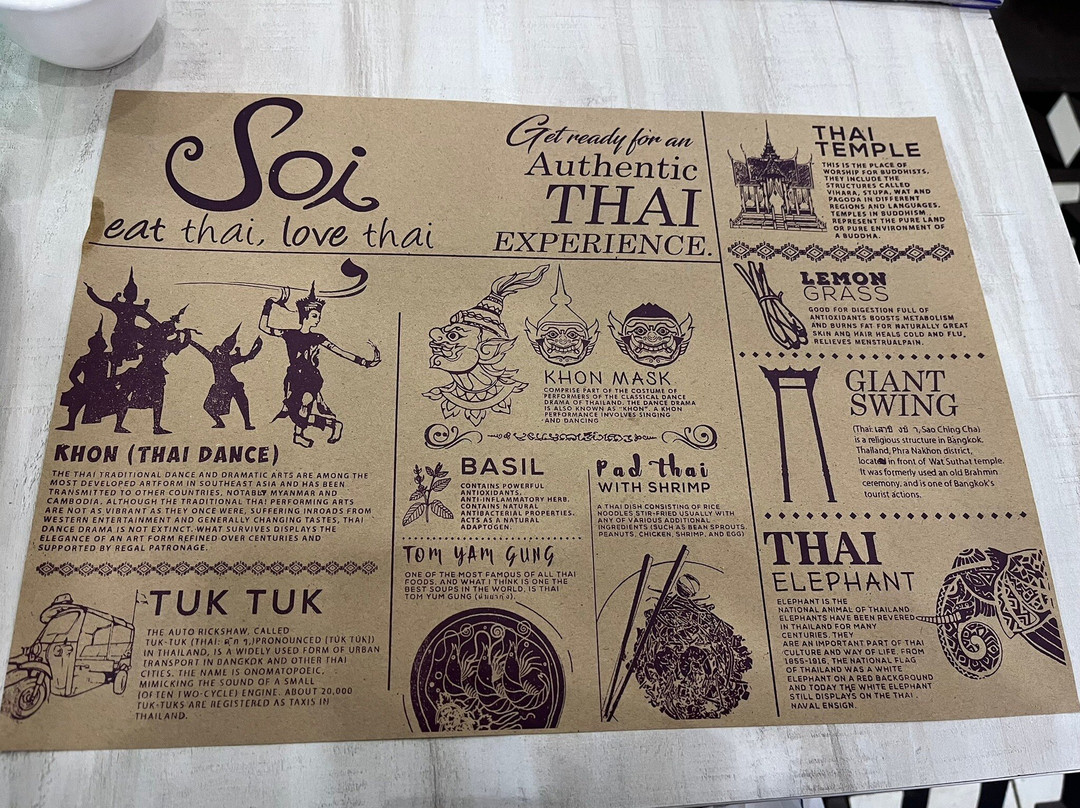 Soi
eat thai, love thai
Get ready for an
Authentic
THAI
EXPERIENCE.
KHON (THAI DANCE)
THE THAI TRADITIONAL DANCE AND DRAMATIC ARTS ARE AMONG THE
MOST DEVELOPED ARTFORM IN SOUTHEAST ASIA AND HAS BEEN
TRANSMITTED TO OTHER COUNTRIES, NOTABLY MYANMAR AND
CAMBODIA. ALTHOUGH THE TRADITIONAL THAI PERFORMING ARTS
ARE NOT AS VIBRANT AS THEY ONCE WERE, SUFFERING INROADS FROM
WESTERN ENTERTAINMENT AND GENERALLY CHANGING TASTES, THAI
DANCE DRAMA IS NOT EXTINCT. WHAT SURVIVES DISPLAYS THE
ELEGANCE OF AN ART FORM REFINED OVER CENTURIES AND
SUPPORTED BY REGAL PATRONAGE.
TUK TUK
THE AUTO RICKSHAW, CALLED
TUK-TUK (THAI: PRONOUNCED [TÚK TÚK])
IN THAILAND, IS A WIDELY USED FORM OF URBAN
TRANSPORT IN BANGKOK AND OTHER THAI
CITIES. THE NAME IS ONOMATOPOEIC,
MIMICKING THE SOUND OF A SMALL
(OFTEN TWO-CYCLE) ENGINE. ABOUT 20,000
TUK-TUKS ARE REGISTERED AS TAXIS IN
THAILAND.
KHON MASK
COMPRISE PART OF THE COSTUME OF
PERFORMERS OF THE CLASSICAL DANCE
DRAMA OF THAILAND. THE DANCE DRAMA
IS ALSO KNOWN AS "KHON". A KHON
PERFORMANCE INVOLVES SINGING
AND DANCING
BASIL
CONTAINS POWERFUL
ANTIOXIDANTS.
ANTI-INFLAMMATORY HERB.
CONTAINS NATURAL
ANTIBACTERIAL PROPERTIES.
ACTS AS A NATURAL
ADAPTOGEN.
TOM YAM GUNG
ONE OF THE MOST FAMOUS OF ALL THAI
FOODS, AND WHAT I THINK IS ONE THE
BEST SOUPS IN THE WORLD, IS THAI
TOM YUM GUNG
Pad thai
WITH SHRIMP
A THAI DISH CONSISTING OF RICE
NOODLES STIR-FRIED USUALLY WITH
ANY OF VARIOUS ADDITIONAL
INGREDIENTS (SUCH AS BEAN SPROUTS,
PEANUTS, CHICKEN, SHRIMP, AND EGG)
THAI
TEMPLE
THIS IS THE PLACE OF
WORSHIP FOR BUDDHISTS.
THEY INCLUDE THE
STRUCTURES CALLED
VIHARA, STUPA, WAT AND
PAGODA IN DIFFERENT
REGIONS AND LANGUAGES.
TEMPLES IN BUDDHISM
REPRESENT THE PURE LAND
OR PURE ENVIRONMENT OF
A BUDDHA.
LEMON
GRASS
GOOD FOR DIGESTION FULL OF
ANTIOXIDANTS BOOSTS METABOLISM
AND BURNS FAT FOR NATURALLY GREAT
SKIN AND HAIR HEALS COLD AND FLU,
RELIEVES MENSTRUALPAIN.
GIANT
SWING
(Thai: Sao Ching Cha)
is a religious structure in Bangkok.
Thailand, Phra Nakhon district,
located in front of Wat Suthat temple.
It was formerly used an old Brahmin
ceremony, and is one of Bangkok's
tourist actions.
THAI
ELEPHANT
ELEPHANT IS THE
NATIONAL ANIMAL OF THAILAND
ELEPHANTS HAVE BEEN REVERED
IN THAILAND FOR MANY
CENTURIES. THEY
ARE AN IMPORTANT PART OF THAI
CULTURE AND WAY OF LIFE. FROM
1855-1916, THE NATIONAL FLAG
OF THAILAND WAS A WHITE
ELEPHANT ON A RED BACKGROUND
AND TODAY THE WHITE ELEPHANT
STILL DISPLAYS ON THE THAI
NAVAL ENSIGN.